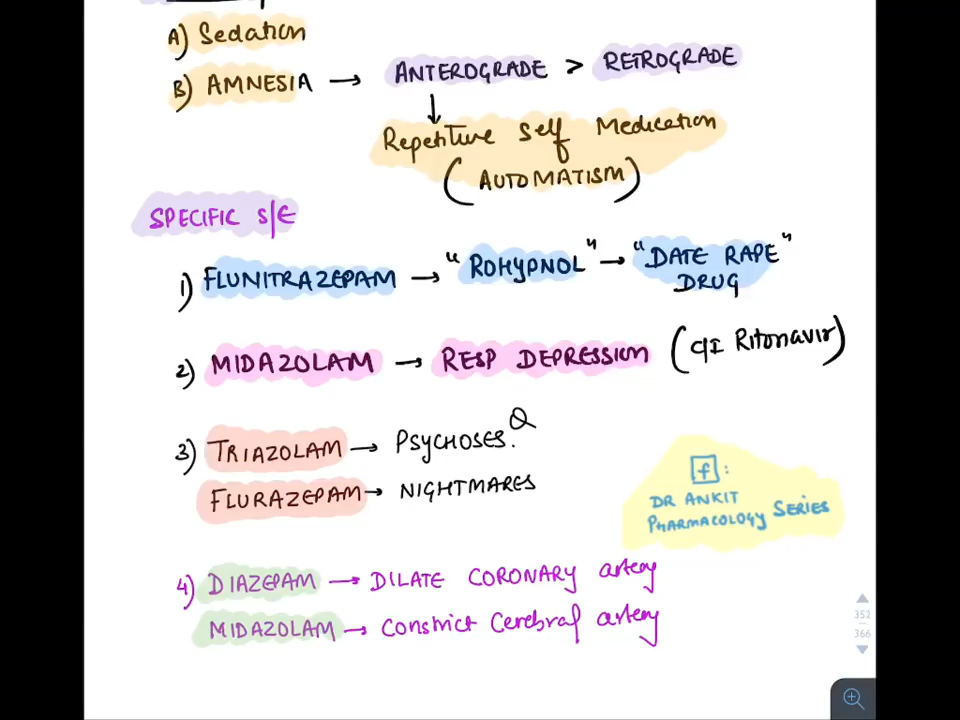 A) Sedation
B) AMNESIA → ANTEROGRADE > RETROGRADE
↓
Repetitive Self Medication
(AUTOMATISM)
SPECIFIC S/E
1) FLUNITRAZEPAM → "ROHYPNOL" → "DATE RAPE"
DRUG
2) MIDAZOLAM → RESP DEPRESSION (C/I Ritonavir)
3) TRIAZOLAM → PSYCHOSES. Q
FLURAZEPAM → NIGHTMARES
f :
DR ANKIT
PHARMACOLOGY SERIES
4) DIAZEPAM → DILATE CORONARY artery
MIDAZOLAM → Constrict Cerebral artery
352
366